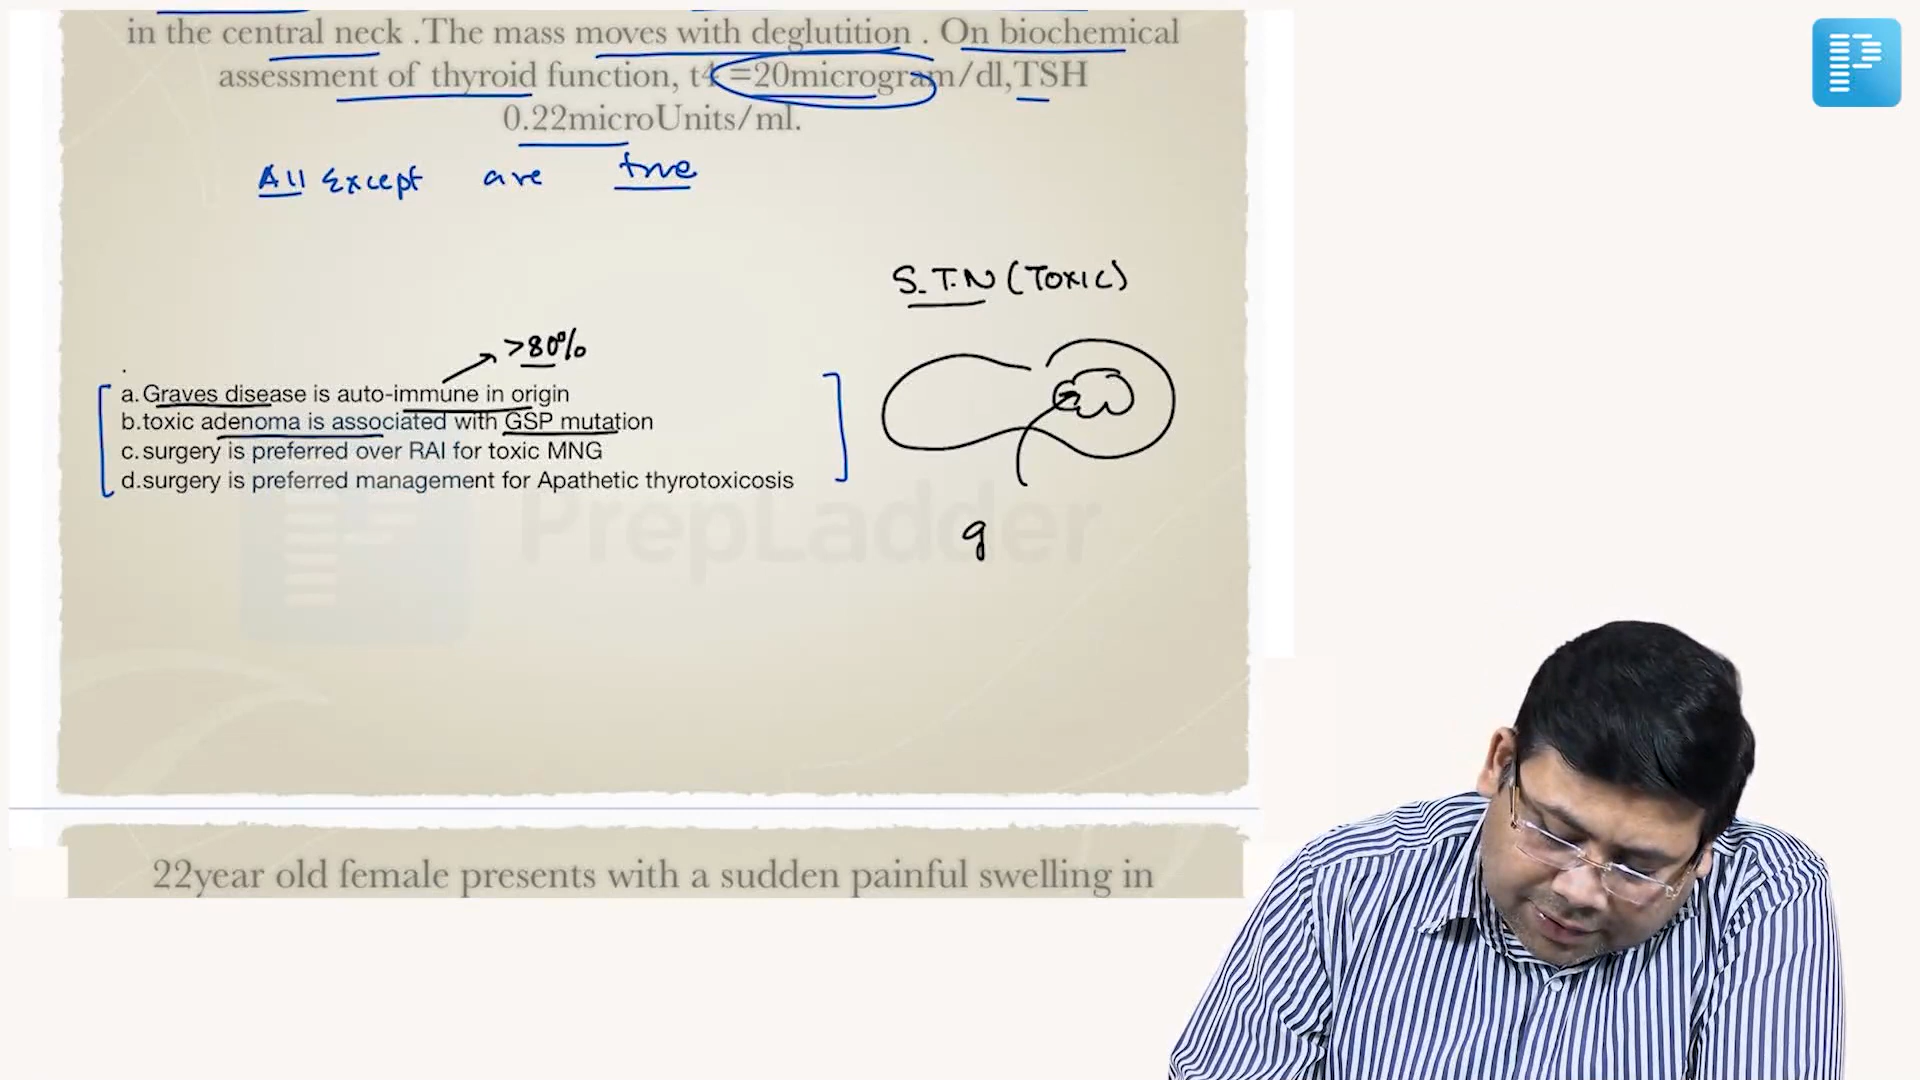 in the central neck .The mass moves with deglutition . On biochemical
assessment of thyroid function, t4 =20microgram/dl,TSH
0.22microUnits/ml.
All Except are true
S.T.N (TOXIC)
>80%
a.Graves disease is auto-immune in origin
b.toxic adenoma is associated with GSP mutation
c.surgery is preferred over RAI for toxic MNG
d.surgery is preferred management for Apathetic thyrotoxicosis
PrepLadder
g
22year old female presents with a sudden painful swelling in